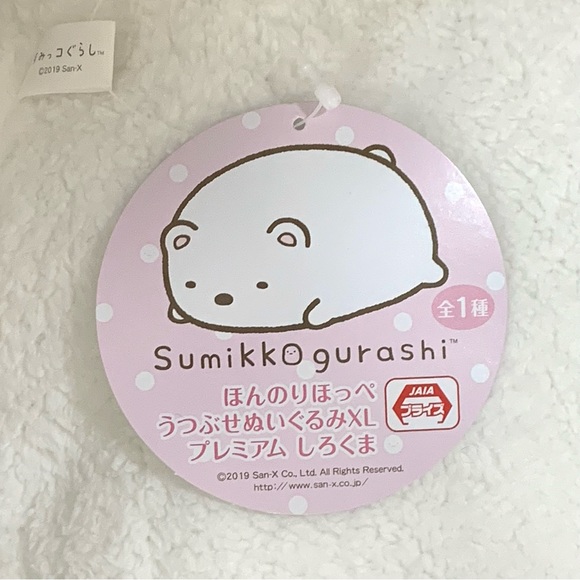 みっコぐらし™
©2019 San-X
全1種
Sumikkogurashi™
ほんのりほっぺ
うつぶせぬいぐるみXL
プレミアム しろくま
JAIA
プライズ
©2019 San-X Co., Ltd. All Rights Reserved.
http://www.san-x.co.jp/